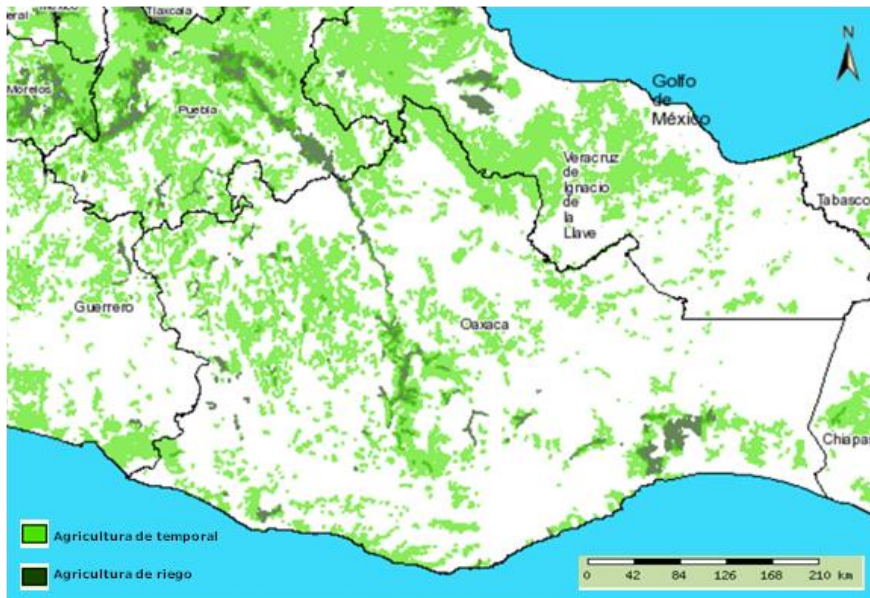 Tlaxcala
Morelos
Puebla
Golfo
de
México
Veracruz
de
Ignacio
de
la
Llave
Tabasco
Guerrero
Oaxaca
Chiapas
N
Agricultura de temporal
Agricultura de riego
0 42 84 126 168 210 km